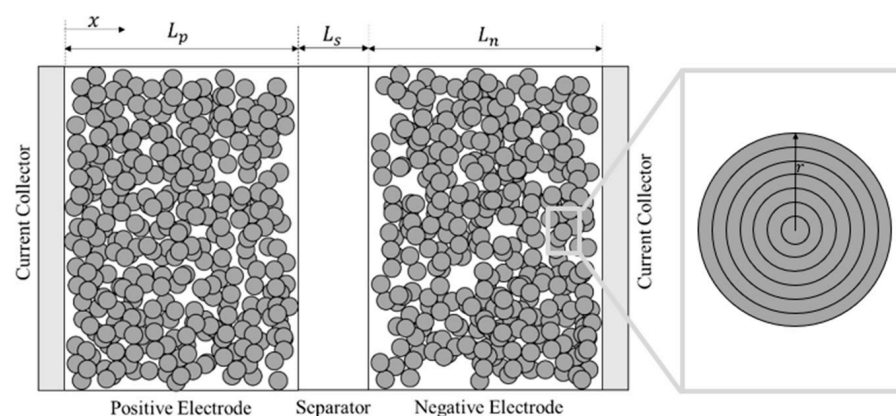 x
L_p
L_s
L_n
Current Collector
Current Collector
r
Positive Electrode
Separator
Negative Electrode